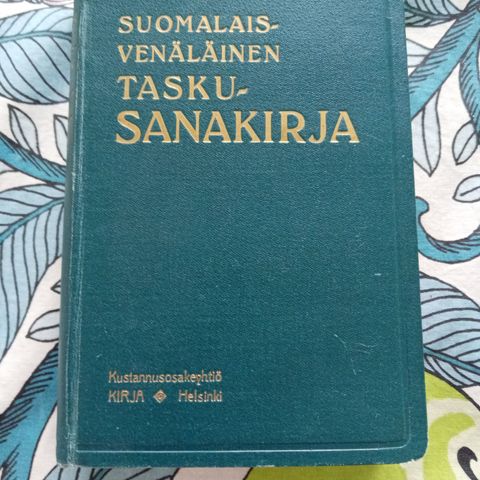 SUOMALAIS-
VENÄLÄINEN
TASKU-
SANAKIRJA
Kustannusosakeyhtiö
KIRJA Helsinki